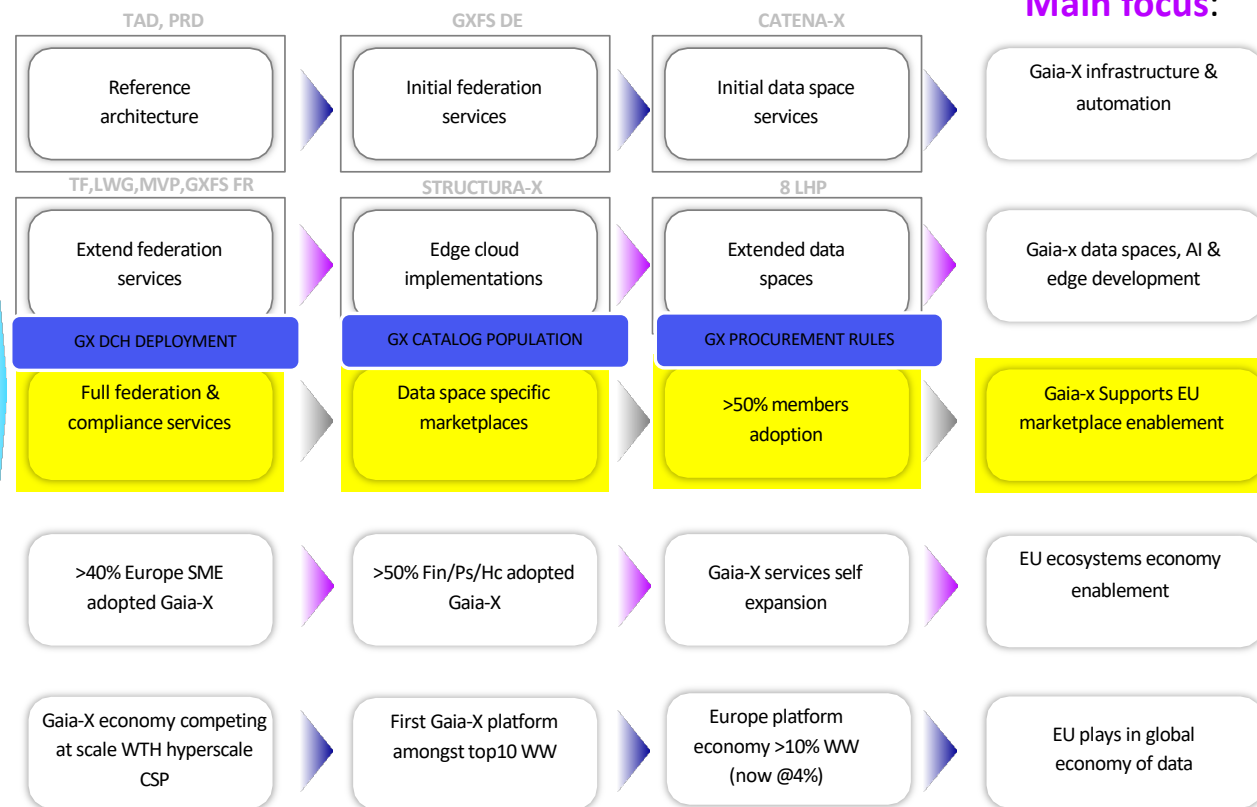 Main focus:
TAD, PRD
GXFS DE
CATENA-X
Reference
architecture
Initial federation
services
Initial data space
services
Gaia-X infrastructure &
automation
TF,LWG,MVP,GXFS FR
STRUCTURA-X
8 LHP
Extend federation
services
Edge cloud
implementations
Extended data
spaces
Gaia-x data spaces, AI &
edge development
GX DCH DEPLOYMENT
GX CATALOG POPULATION
GX PROCUREMENT RULES
Full federation &
compliance services
Data space specific
marketplaces
>50% members
adoption
Gaia-x Supports EU
marketplace enablement
>40% Europe SME
adopted Gaia-X
>50% Fin/Ps/Hc adopted
Gaia-X
Gaia-X services self
expansion
EU ecosystems economy
enablement
Gaia-X economy competing
at scale WTH hyperscale
CSP
First Gaia-X platform
amongst top10 WW
Europe platform
economy >10% WW
(now @4%)
EU plays in global
economy of data